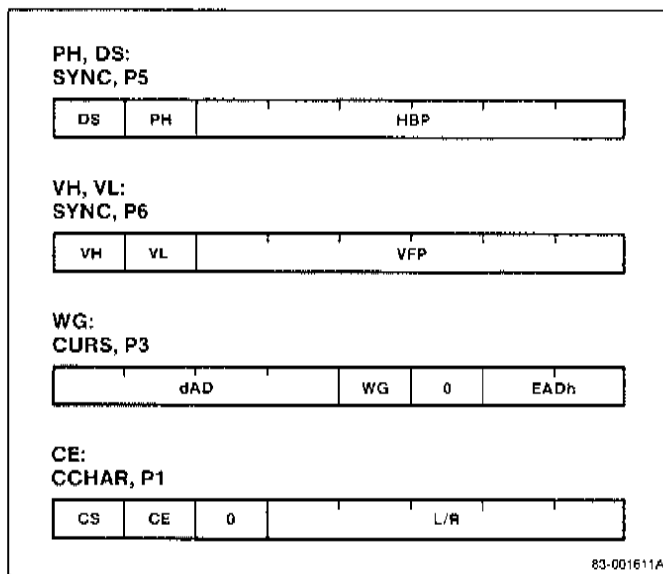 PH, DS:
SYNC, P5
DS PH HBP
VH, VL:
SYNC, P6
VH VL VFP
WG:
CURS, P3
dAD WG 0 EADh
CE:
CCHAR, P1
CS CE 0 L/R
83-001611A